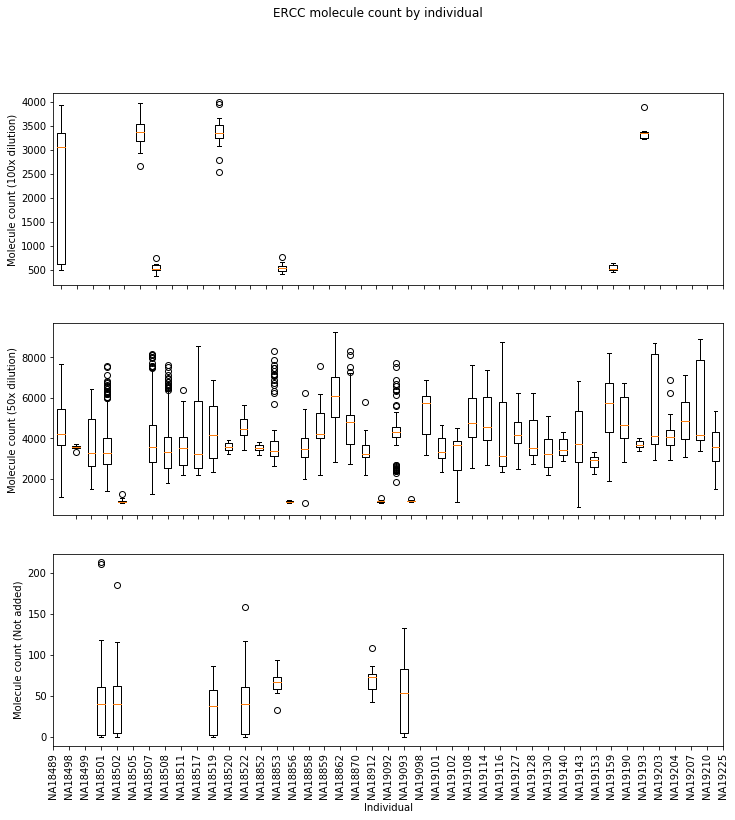 ERCC molecule count by individual
Molecule count (100x dilution)
4000
3500
3000
2500
2000
1500
1000
500
Molecule count (50x dilution)
8000
6000
4000
2000
Molecule count (Not added)
200
150
100
50
0
NA18489
NA18498
NA18499
NA18501
NA18502
NA18505
NA18507
NA18508
NA18511
NA18517
NA18519
NA18520
NA18522
NA18852
NA18853
NA18856
NA18858
NA18859
NA18862
NA18870
NA18912
NA19092
NA19093
NA19098
NA19101
NA19102
NA19108
NA19114
NA19116
NA19127
NA19128
NA19130
NA19140
NA19143
NA19153
NA19159
NA19190
NA19193
NA19203
NA19204
NA19207
NA19210
NA19225
Individual